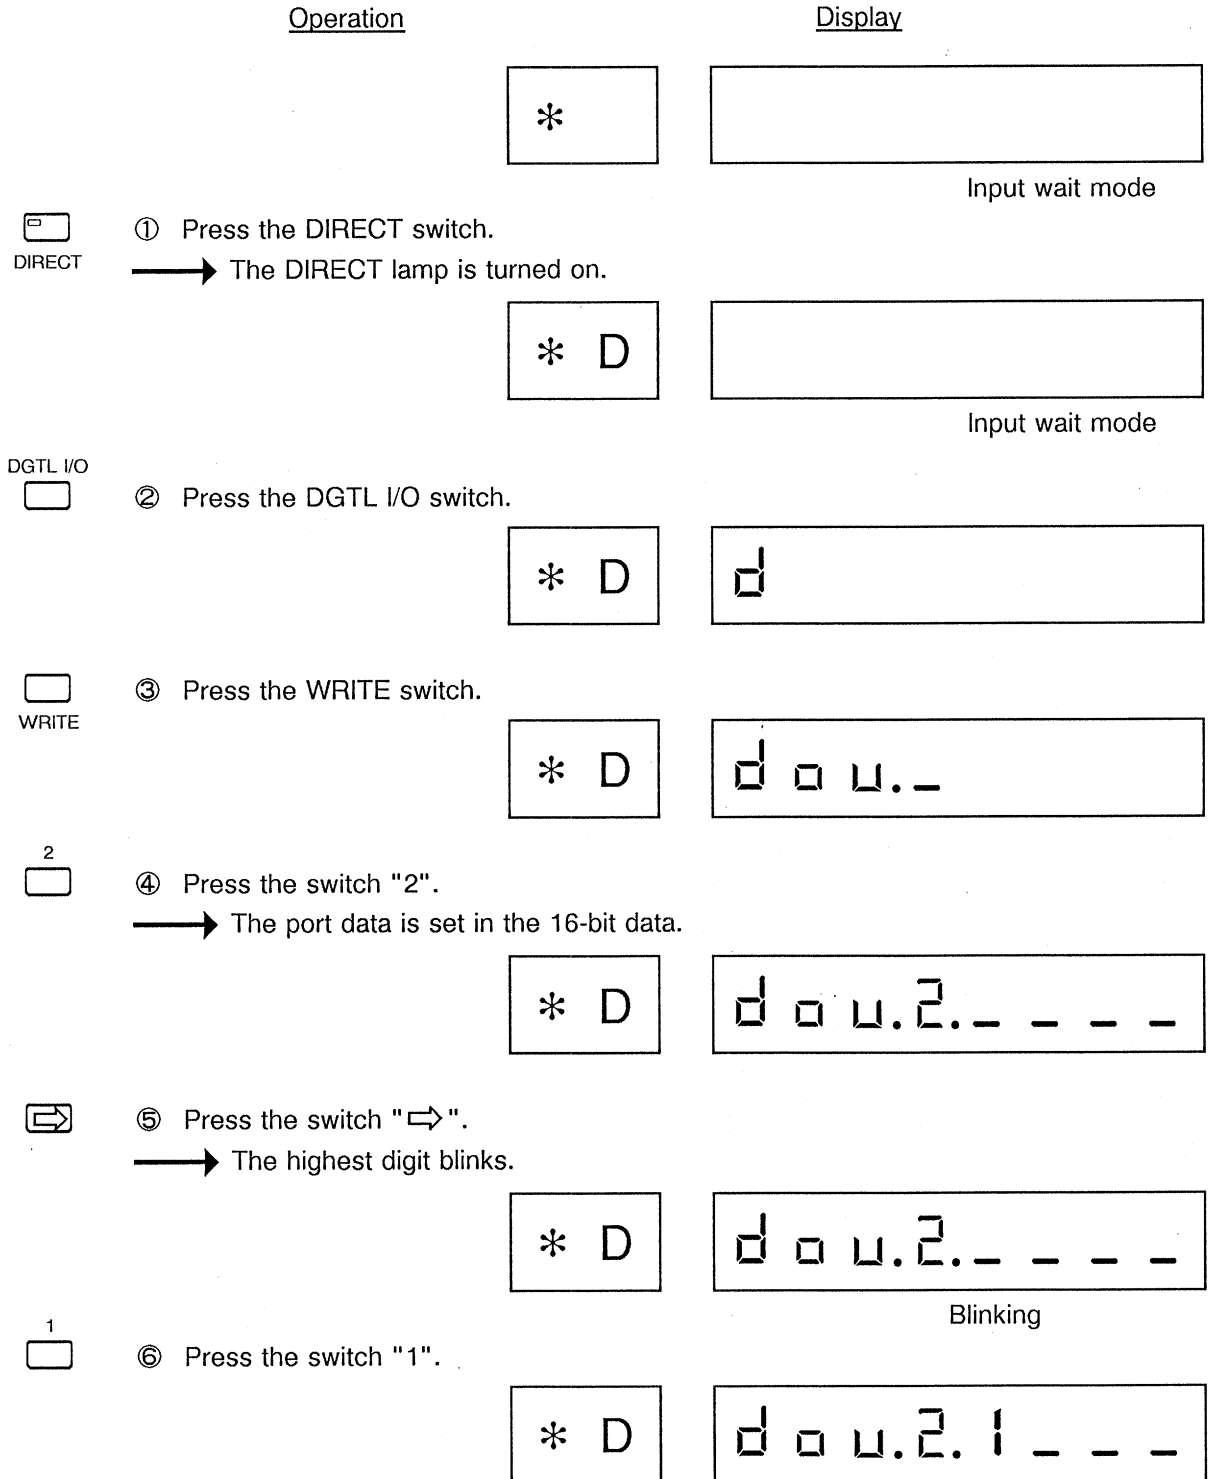 Operation Display
*
Input wait mode
DIRECT
① Press the DIRECT switch.
→ The DIRECT lamp is turned on.
* D
Input wait mode
DGTL I/O
② Press the DGTL I/O switch.
* D d
WRITE
③ Press the WRITE switch.
* D d o u . _
2
④ Press the switch "2".
→ The port data is set in the 16-bit data.
* D d o u . 2 . _ _ _ _
⑤ Press the switch "⇨".
→ The highest digit blinks.
* D d o u . 2 . _ _ _ _
Blinking
1
⑥ Press the switch "1".
* D d o u . 2 . 1 _ _ _